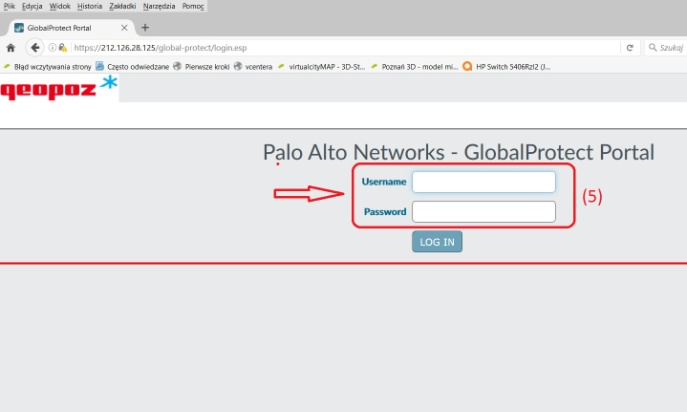 Plik Edycja Widok Historia Zakładki Narzędzia Pomoc
GlobalProtect Portal × +
https://212.126.28.125/global-protect/login.esp
Szukaj
Błąd wczytywania strony Często odwiedzane Pierwsze kroki vcentera virtualcityMAP - 3D-St... Poznań 3D - model mi... HP Switch 5406Rzl2 (J...
geopoz
Palo Alto Networks - GlobalProtect Portal
Username
(5)
Password
LOG IN